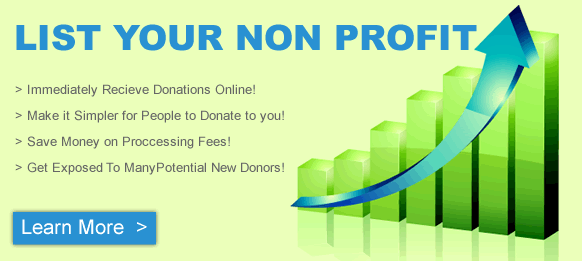 LIST YOUR NON PROFIT
> Immediately Recieve Donations Online!
> Make it Simpler for People to Donate to you!
> Save Money on Proccessing Fees!
> Get Exposed To ManyPotential New Donors!
Learn More >